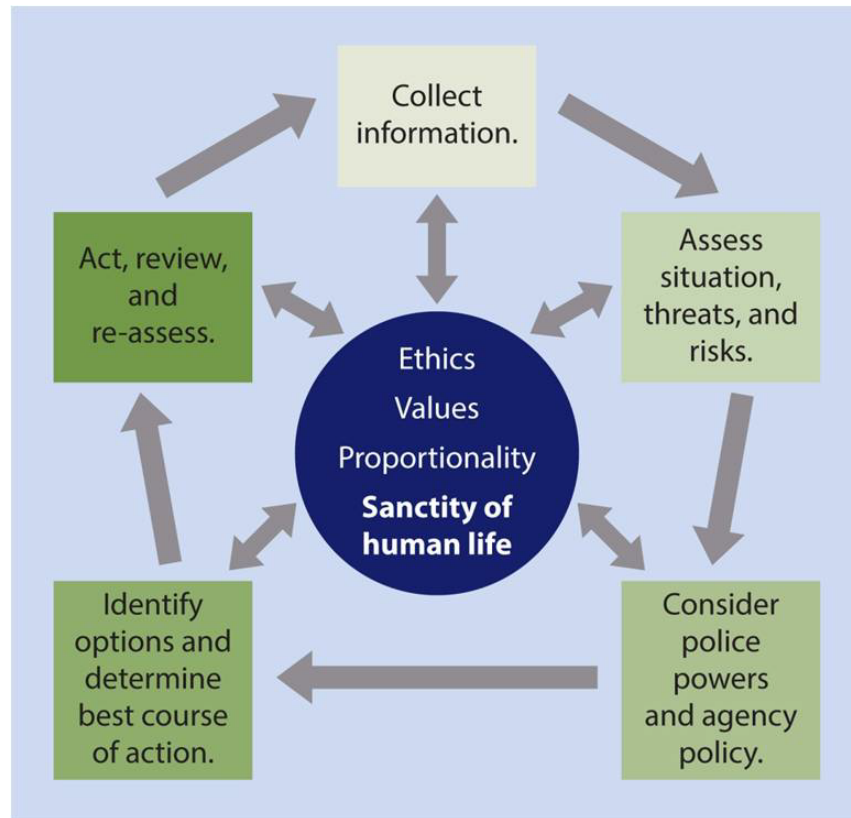 Collect
information.
Assess
situation,
threats, and
risks.
Consider
police
powers
and agency
policy.
Identify
options and
determine
best course
of action.
Act, review,
and
re-assess.
Ethics
Values
Proportionality
Sanctity of
human life